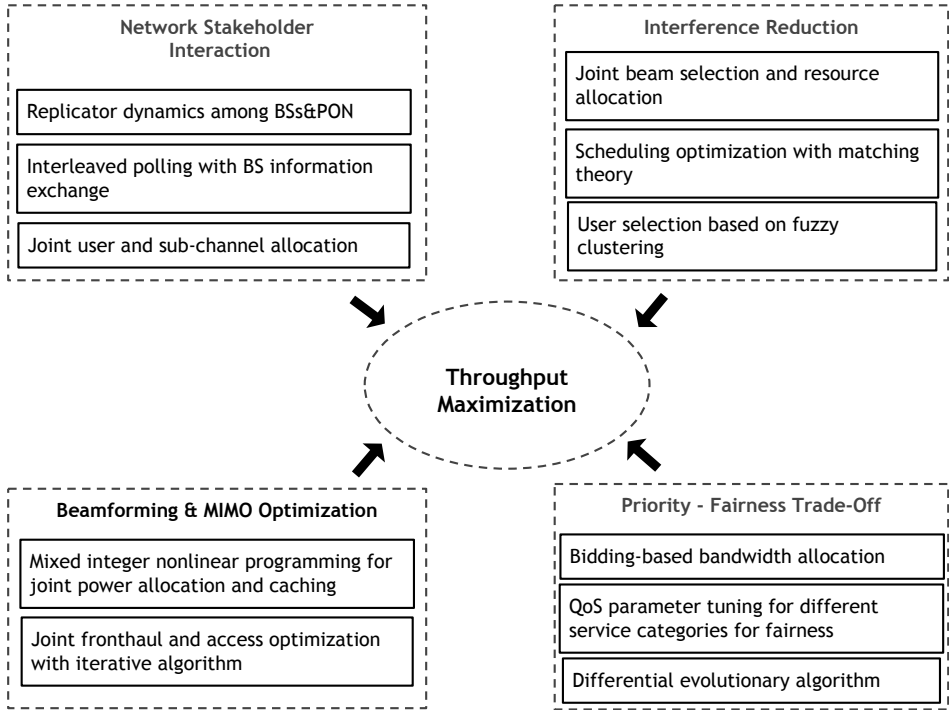 Network Stakeholder
Interaction
Replicator dynamics among BSs&PON
Interleaved polling with BS information
exchange
Joint user and sub-channel allocation
Interference Reduction
Joint beam selection and resource
allocation
Scheduling optimization with matching
theory
User selection based on fuzzy
clustering
Throughput
Maximization
Beamforming & MIMO Optimization
Mixed integer nonlinear programming for
joint power allocation and caching
Joint fronthaul and access optimization
with iterative algorithm
Priority - Fairness Trade-Off
Bidding-based bandwidth allocation
QoS parameter tuning for different
service categories for fairness
Differential evolutionary algorithm